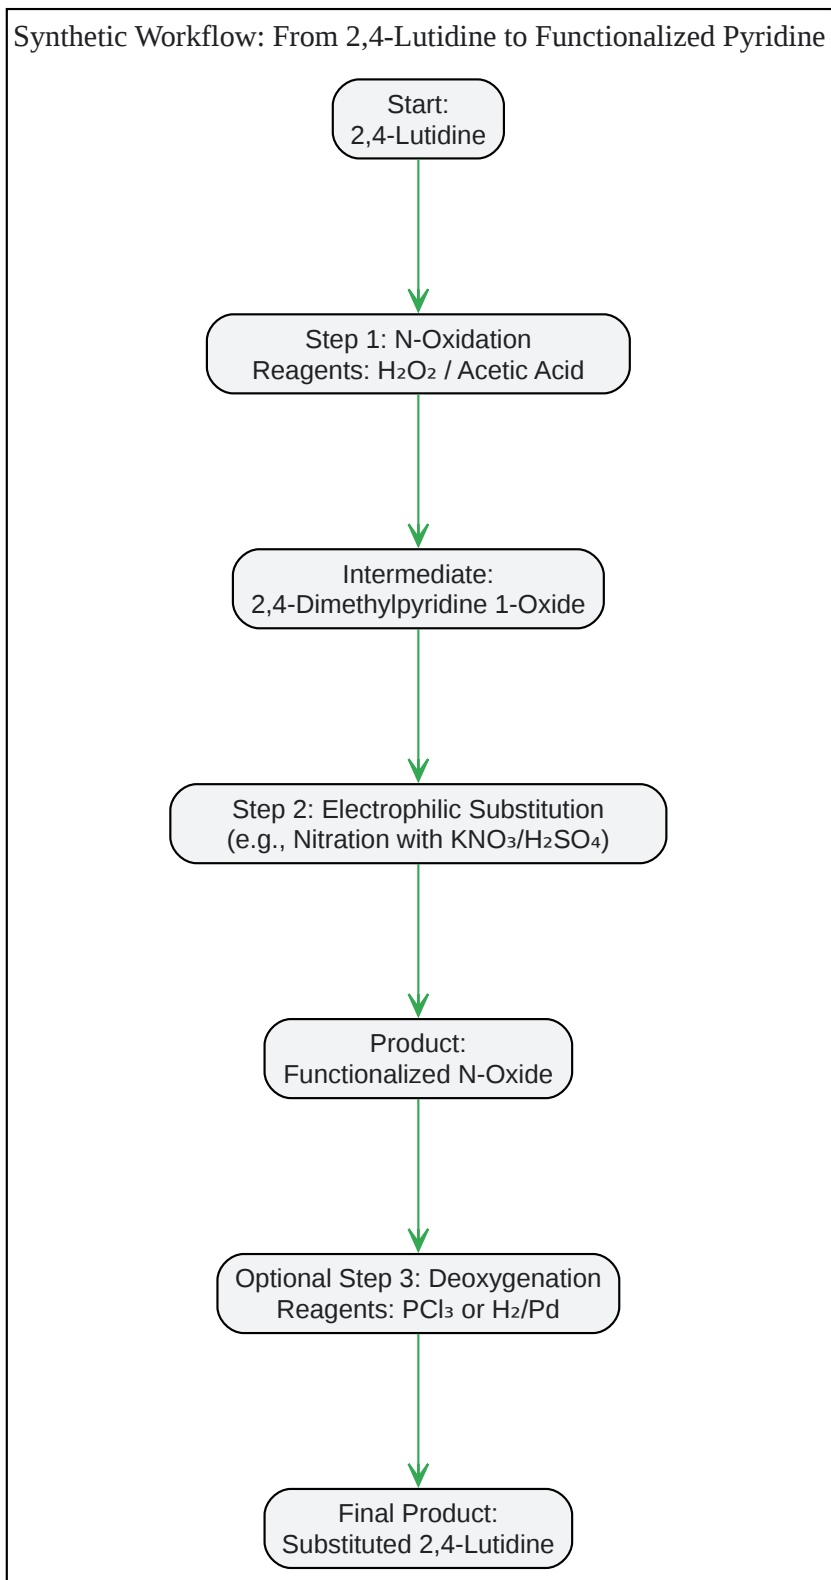 Synthetic Workflow: From 2,4-Lutidine to Functionalized Pyridine
Start:
2,4-Lutidine
Step 1: N-Oxidation
Reagents: H₂O₂ / Acetic Acid
Intermediate:
2,4-Dimethylpyridine 1-Oxide
Step 2: Electrophilic Substitution
(e.g., Nitration with KNO₃/H₂SO₄)
Product:
Functionalized N-Oxide
Optional Step 3: Deoxygenation
Reagents: PCl₃ or H₂/Pd
Final Product:
Substituted 2,4-Lutidine